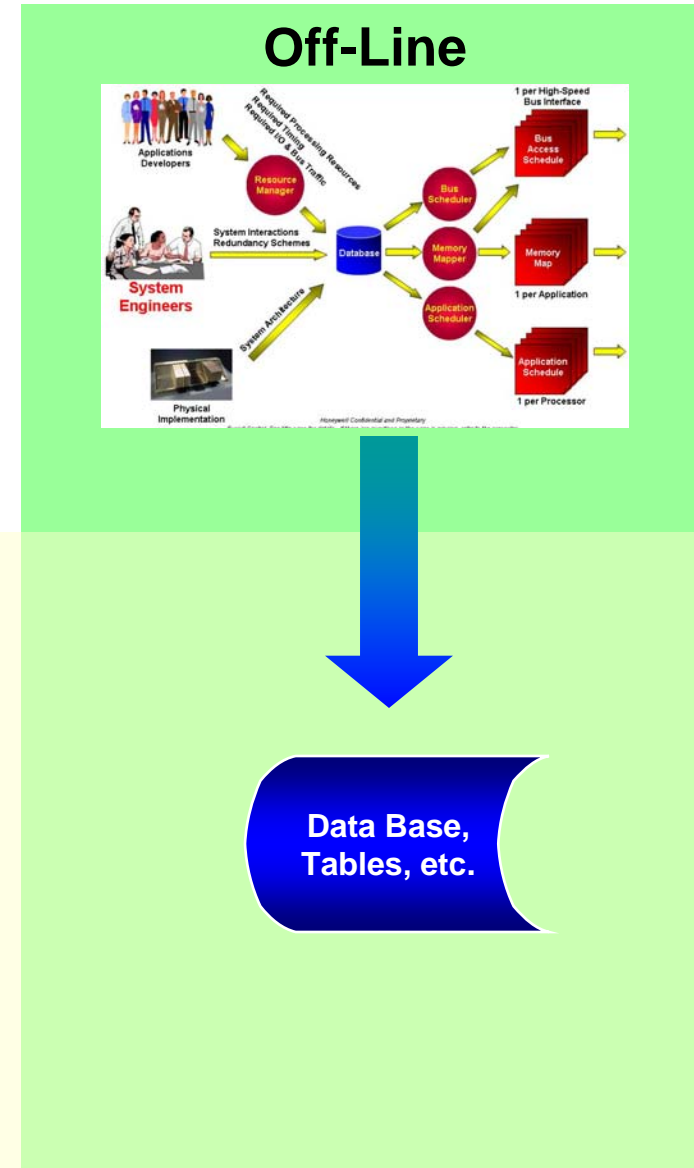 Off-Line
Applications
Developers
Required Processing Resources
Required Timing
Required I/O & Bus Traffic
Resource
Manager
System Interactions
Redundancy Schemes
System
Engineers
System Architecture
Physical
Implementation
Database
Bus
Scheduler
Memory
Mapper
Application
Scheduler
1 per High-Speed
Bus Interface
Bus
Access
Schedule
Memory
Map
1 per Application
Application
Schedule
1 per Processor
Honeywell Confidential and Proprietary
Data Base,
Tables, etc.